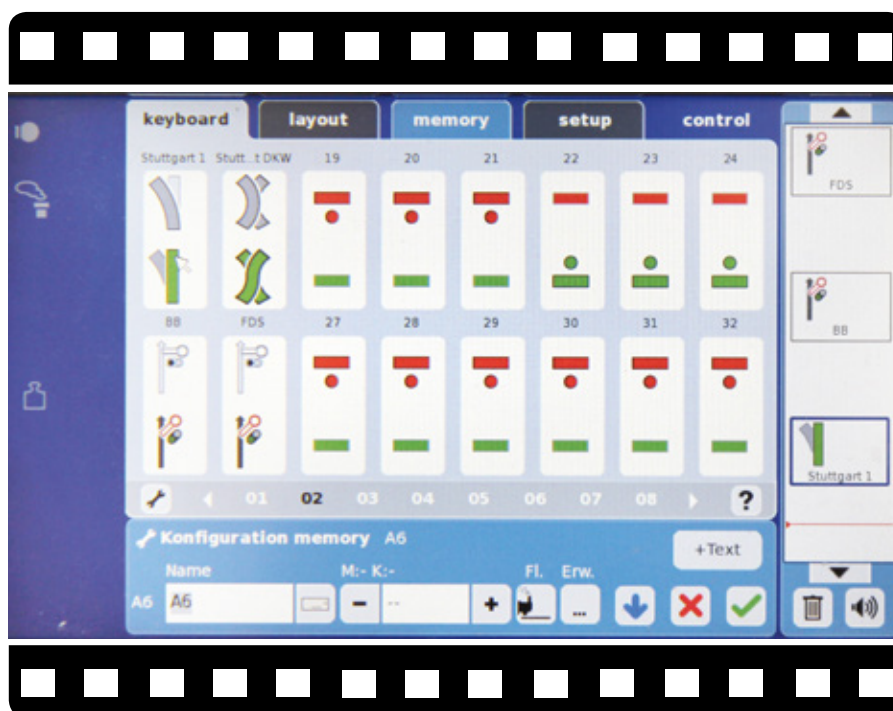 keyboard layout memory setup control
Stuttgart 1 Stutt...t DKW 19 20 21 22 23 24
FDS
BB FDS 27 28 29 30 31 32
BB
Stuttgart 1
01 02 03 04 05 06 07 08 ?
Konfiguration memory A6
+Text
Name M:- K:- Fl. Erw.
A6 A6 - -- + ...